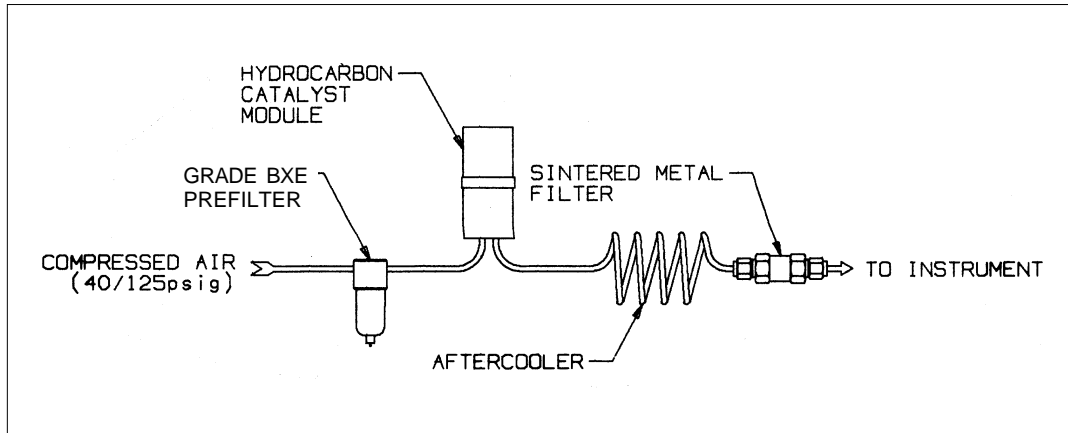 HYDROCARBON
CATALYST
MODULE
GRADE BXE
PREFILTER
SINTERED METAL
FILTER
COMPRESSED AIR
(40/125psig)
TO INSTRUMENT
AFTERCOOLER